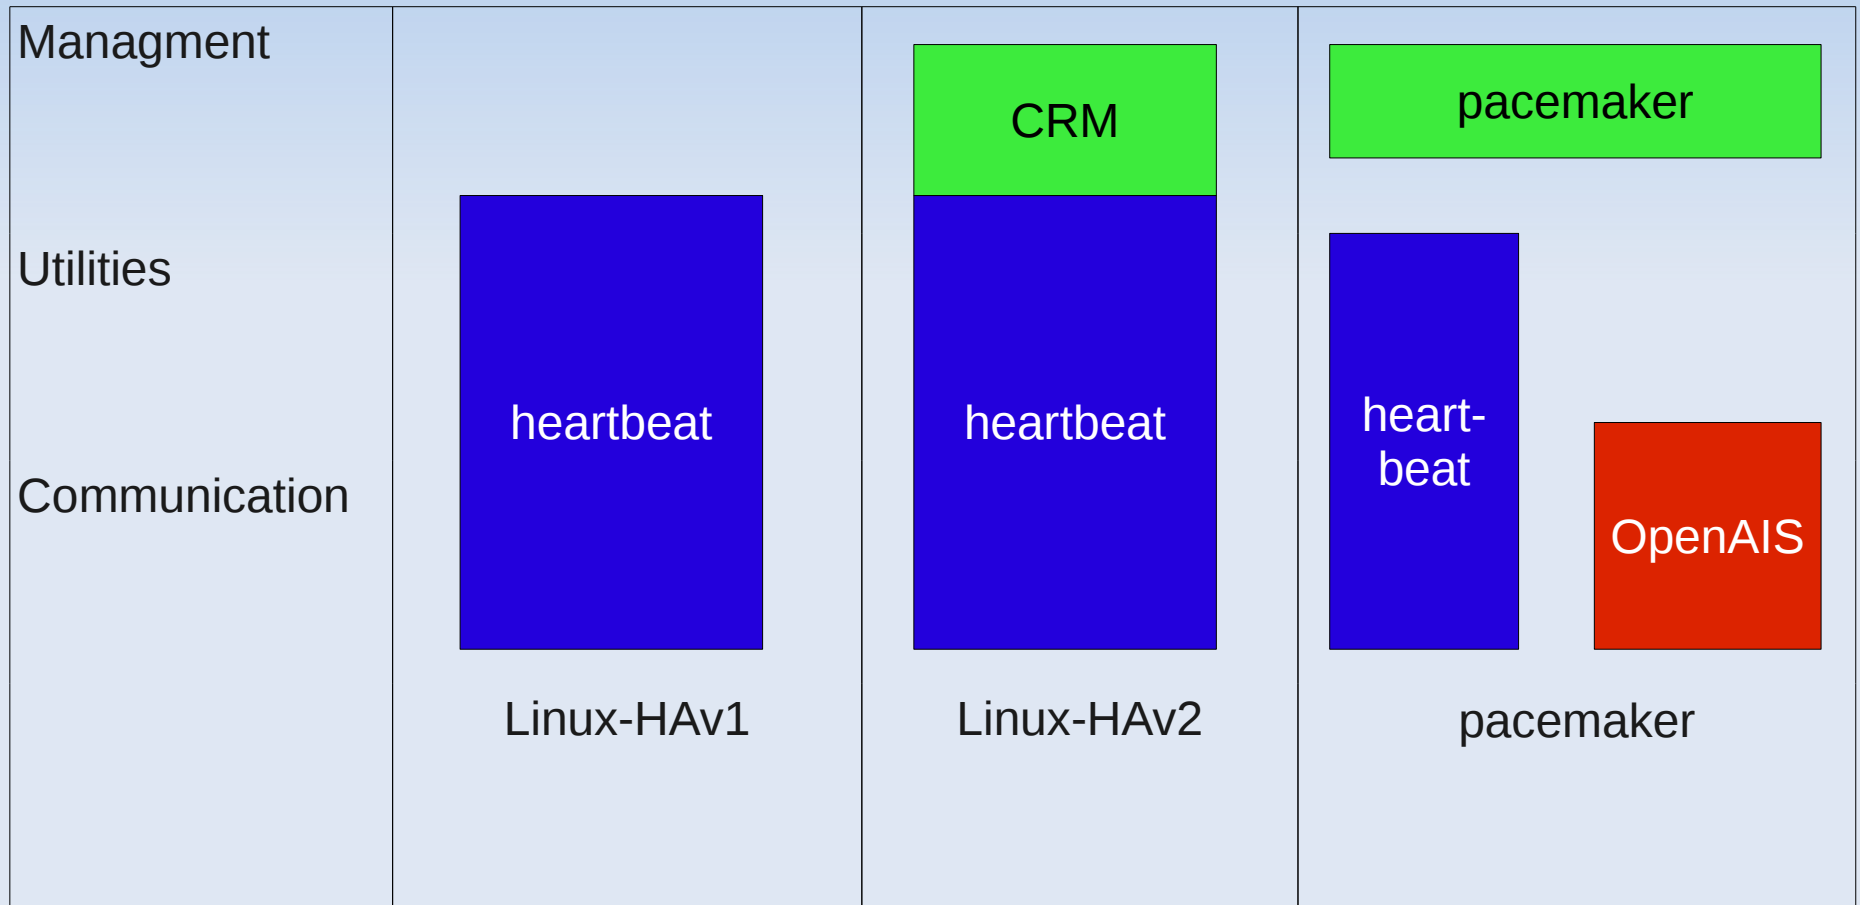 Managment
CRM
pacemaker
Utilities
heartbeat
heartbeat
heart-
beat
Communication
OpenAIS
Linux-HAv1
Linux-HAv2
pacemaker